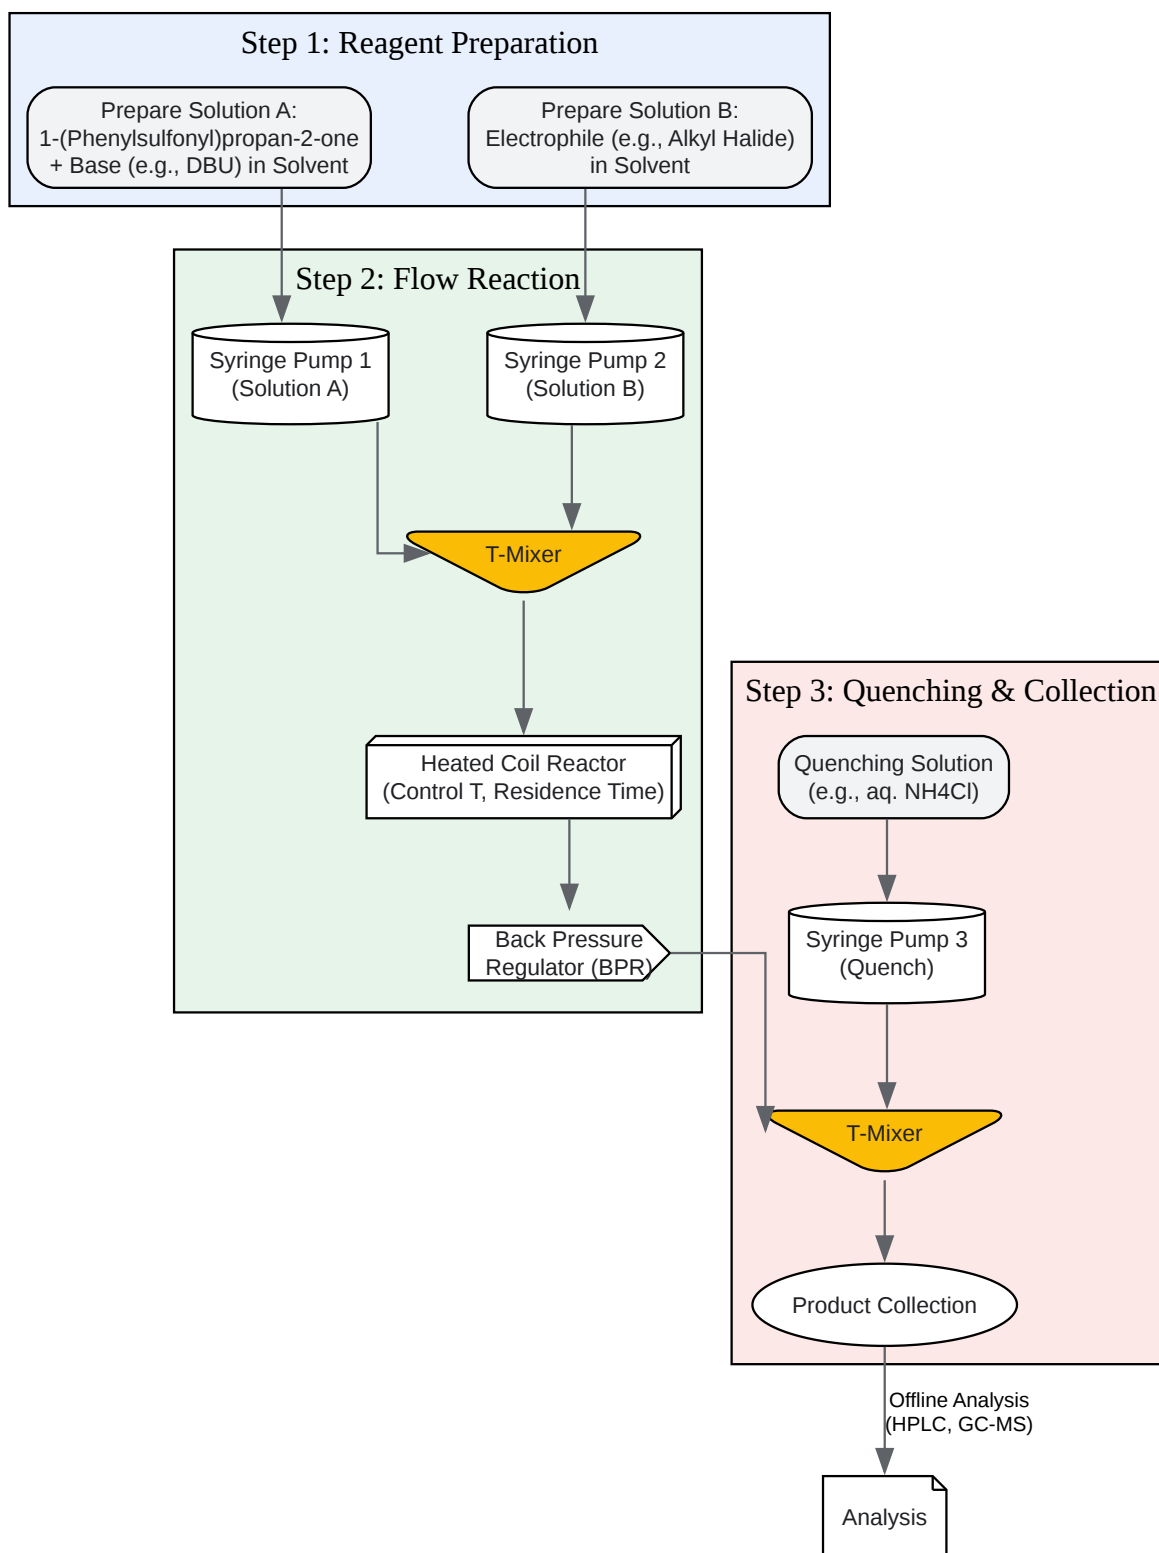 Step 1: Reagent Preparation
Prepare Solution A:
1-(Phenylsulfonyl)propan-2-one
+ Base (e.g., DBU) in Solvent
Prepare Solution B:
Electrophile (e.g., Alkyl Halide)
in Solvent
Step 2: Flow Reaction
Syringe Pump 1
(Solution A)
Syringe Pump 2
(Solution B)
T-Mixer
Heated Coil Reactor
(Control T, Residence Time)
Back Pressure
Regulator (BPR)
Step 3: Quenching & Collection
Quenching Solution
(e.g., aq. NH4Cl)
Syringe Pump 3
(Quench)
T-Mixer
Product Collection
Offline Analysis
(HPLC, GC-MS)
Analysis